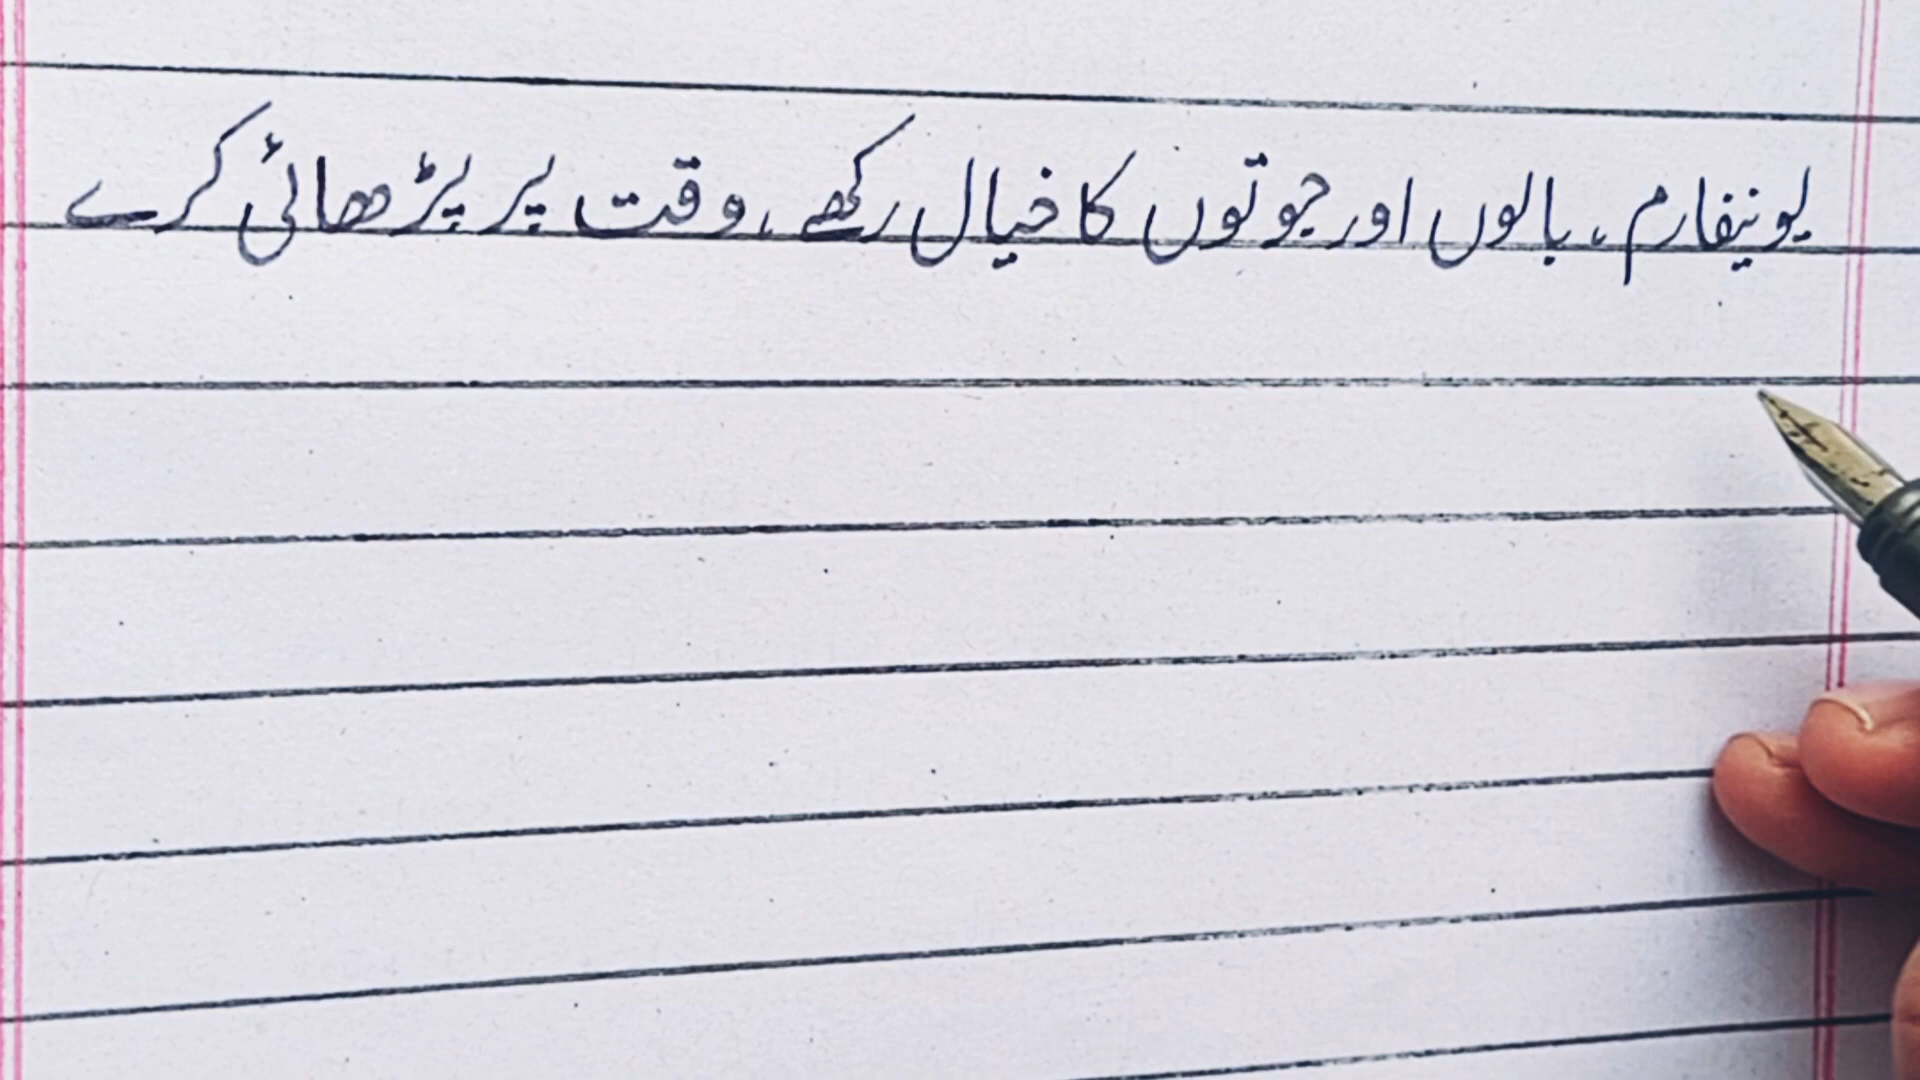 یونیفارم، بالوں اور جوتوں کا خیال رکھے، وقت پر پڑھائی کرے